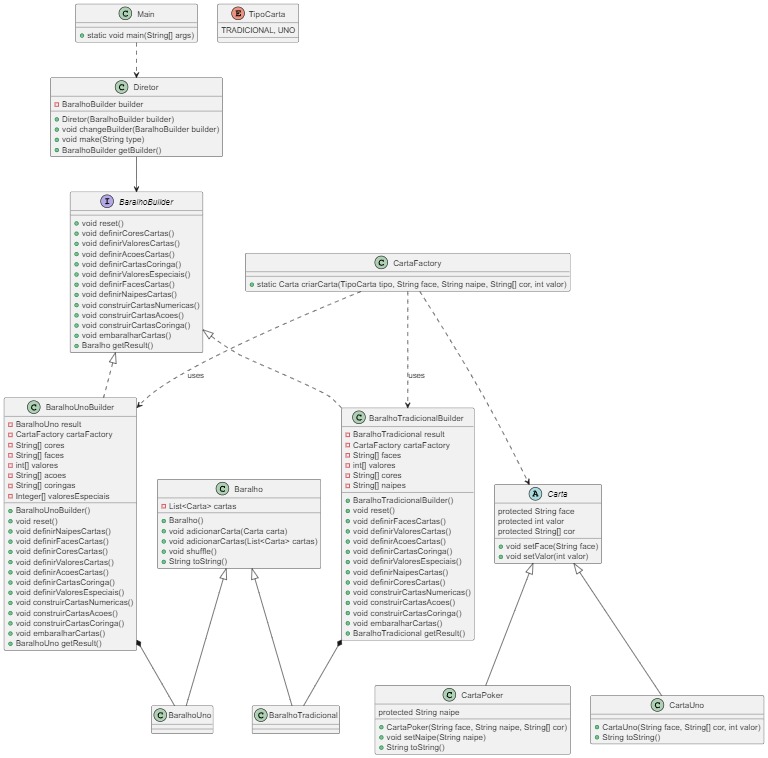 C Main
static void main(String[] args)
E TipoCarta
TRADICIONAL, UNO
C Diretor
BaralhoBuilder builder
Diretor(BaralhoBuilder builder)
void changeBuilder(BaralhoBuilder builder)
void make(String type)
BaralhoBuilder getBuilder()
I BaralhoBuilder
void reset()
void definirCoresCartas()
void definirValoresCartas()
void definirAcoesCartas()
void definirCartasCoringa()
void definirValoresEspeciais()
void definirFacesCartas()
void definirNaipesCartas()
void construirCartasNumericas()
void construirCartasAcoes()
void construirCartasCoringa()
void embaralharCartas()
Baralho getResult()
C CartaFactory
static Carta criarCarta(TipoCarta tipo, String face, String naipe, String[] cor, int valor)
uses
uses
C BaralhoUnoBuilder
BaralhoUno result
CartaFactory cartaFactory
String[] cores
String[] faces
int[] valores
String[] acoes
String[] coringas
Integer[] valoresEspeciais
BaralhoUnoBuilder()
void reset()
void definirNaipesCartas()
void definirFacesCartas()
void definirCoresCartas()
void definirValoresCartas()
void definirAcoesCartas()
void definirCartasCoringa()
void definirValoresEspeciais()
void construirCartasNumericas()
void construirCartasAcoes()
void construirCartasCoringa()
void embaralharCartas()
BaralhoUno getResult()
C Baralho
List<Carta> cartas
Baralho()
void adicionarCarta(Carta carta)
void adicionarCartas(List<Carta> cartas)
void shuffle()
String toString()
C BaralhoTradicionalBuilder
BaralhoTradicional result
CartaFactory cartaFactory
String[] faces
int[] valores
String[] cores
String[] naipes
BaralhoTradicionalBuilder()
void reset()
void definirFacesCartas()
void definirValoresCartas()
void definirAcoesCartas()
void definirCartasCoringa()
void definirValoresEspeciais()
void definirNaipesCartas()
void definirCoresCartas()
void construirCartasNumericas()
void construirCartasAcoes()
void construirCartasCoringa()
void embaralharCartas()
BaralhoTradicional getResult()
A Carta
protected String face
protected int valor
protected String[] cor
void setFace(String face)
void setValor(int valor)
C BaralhoUno
C BaralhoTradicional
C CartaPoker
protected String naipe
CartaPoker(String face, String naipe, String[] cor)
void setNaipe(String naipe)
String toString()
C CartaUno
CartaUno(String face, String[] cor, int valor)
String toString()